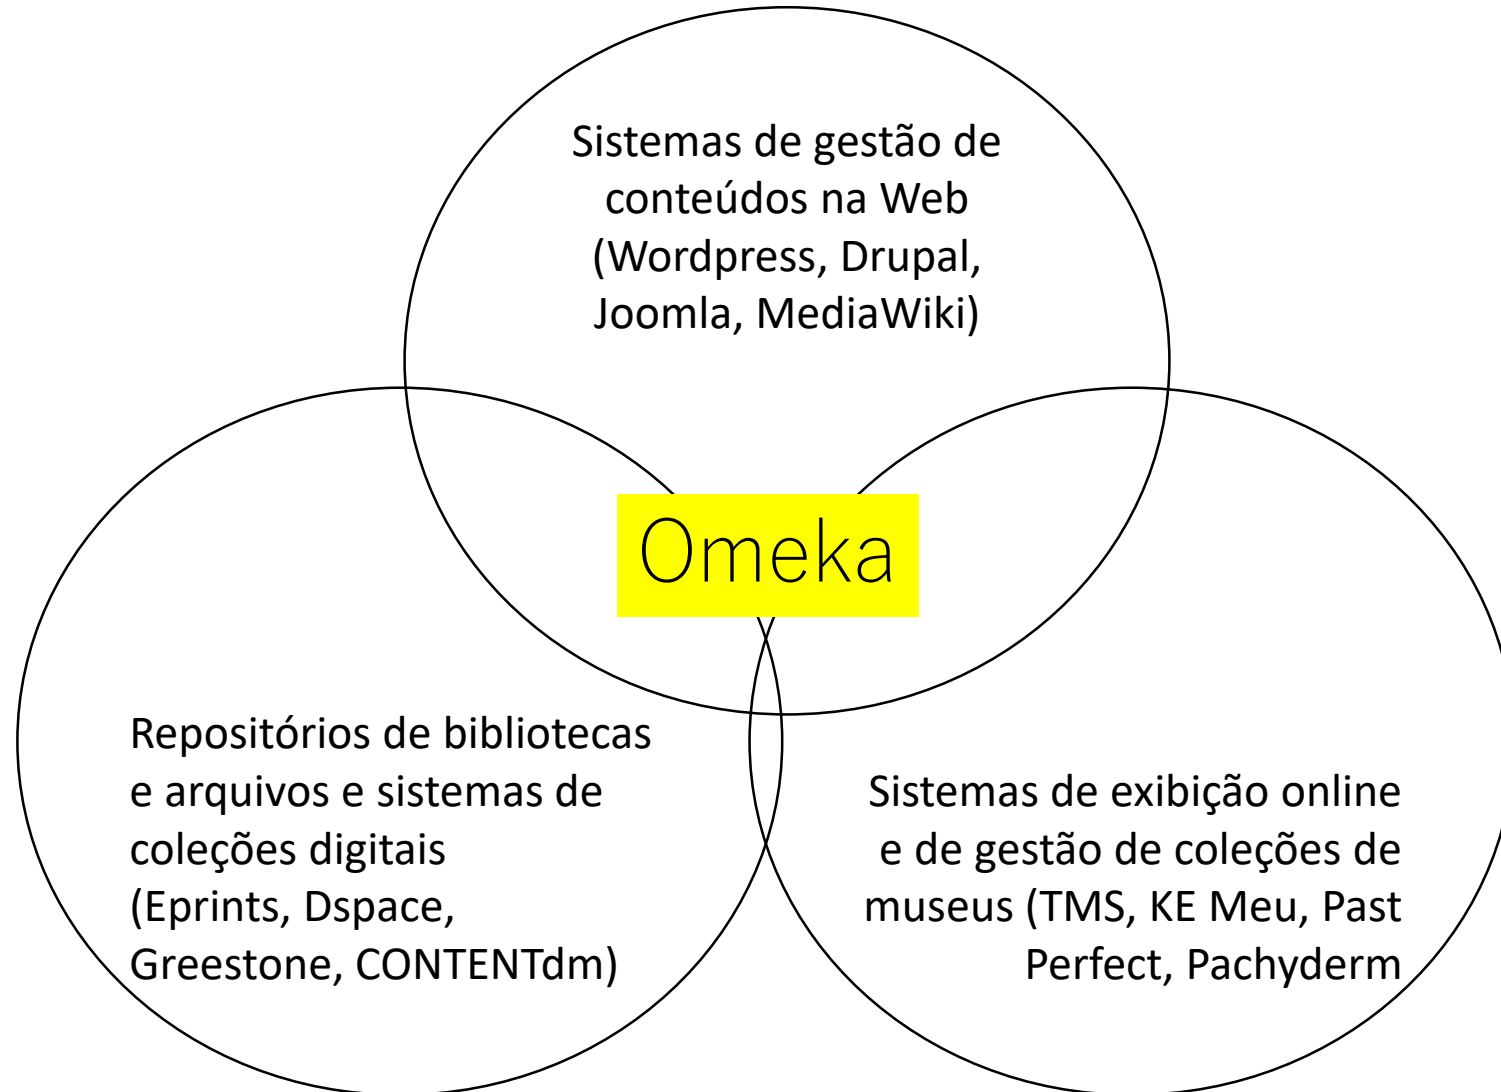 Sistemas de gestão de
conteúdos na Web
(Wordpress, Drupal,
Joomla, MediaWiki)
Omeka
Repositórios de bibliotecas
e arquivos e sistemas de
coleções digitais
(Eprints, Dspace,
Greestone, CONTENTdm)
Sistemas de exibição online
e de gestão de coleções de
museus (TMS, KE Meu, Past
Perfect, Pachyderm